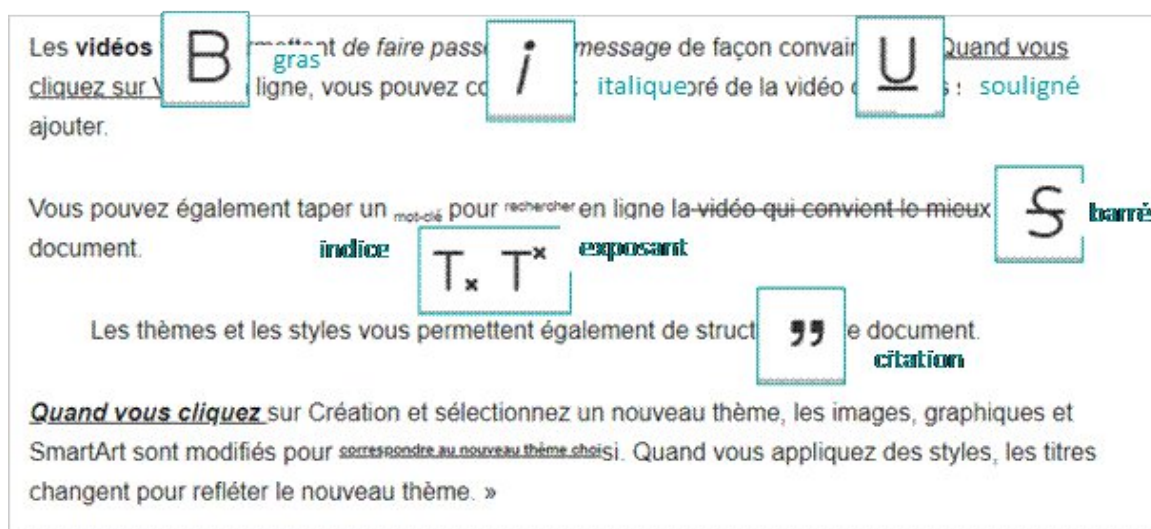 Les vidéos B gras de faire passe i message de façon convain U Quand vous
cliquez sur V ligne, vous pouvez co italique de la vidéo souligné
ajouter.
Vous pouvez également taper un mot-clé pour rechercher en ligne la vidéo qui convient le mieux S barré
document.
indice Tx Tx exposant
Les thèmes et les styles vous permettent également de struct ” e document.
citation
Quand vous cliquez sur Création et sélectionnez un nouveau thème, les images, graphiques et
SmartArt sont modifiés pour correspondre au nouveau thème choisi. Quand vous appliquez des styles, les titres
changent pour refléter le nouveau thème. »